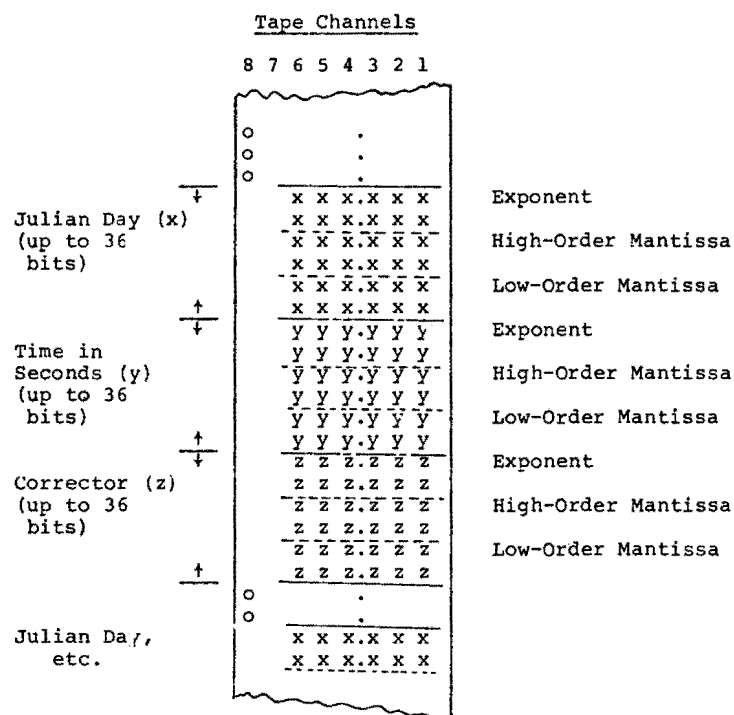 Tape Channels
8 7 6 5 4 3 2 1
o .
o .
o .
x x x.x x x Exponent
Julian Day (x) x x x.x x x
(up to 36 x x x.x x x High-Order Mantissa
bits) x x x.x x x
x x x.x x x Low-Order Mantissa
x x x.x x x
y y y.y y y Exponent
Time in y y y.y y y
Seconds (y) y y y.y y y High-Order Mantissa
(up to 36 y y y.y y y
bits) y y y.y y y Low-Order Mantissa
y y y.y y y
z z z.z z z Exponent
Corrector (z) z z z.z z z
(up to 36 z z z.z z z High-Order Mantissa
bits) z z z.z z z
z z z.z z z Low-Order Mantissa
z z z.z z z
o .
o .
Julian Day, x x x.x x x
etc. x x x.x x x